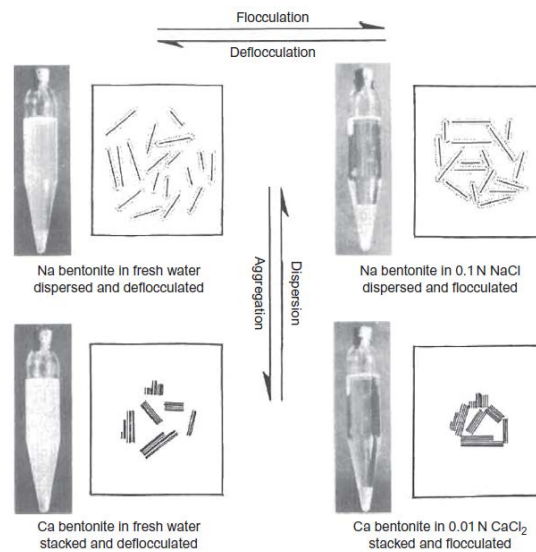 Flocculation
Deflocculation
Na bentonite in fresh water
dispersed and deflocculated
Na bentonite in 0.1 N NaCl
dispersed and flocculated
Aggregation
Dispersion
Ca bentonite in fresh water
stacked and deflocculated
Ca bentonite in 0.01 N CaCl₂
stacked and flocculated